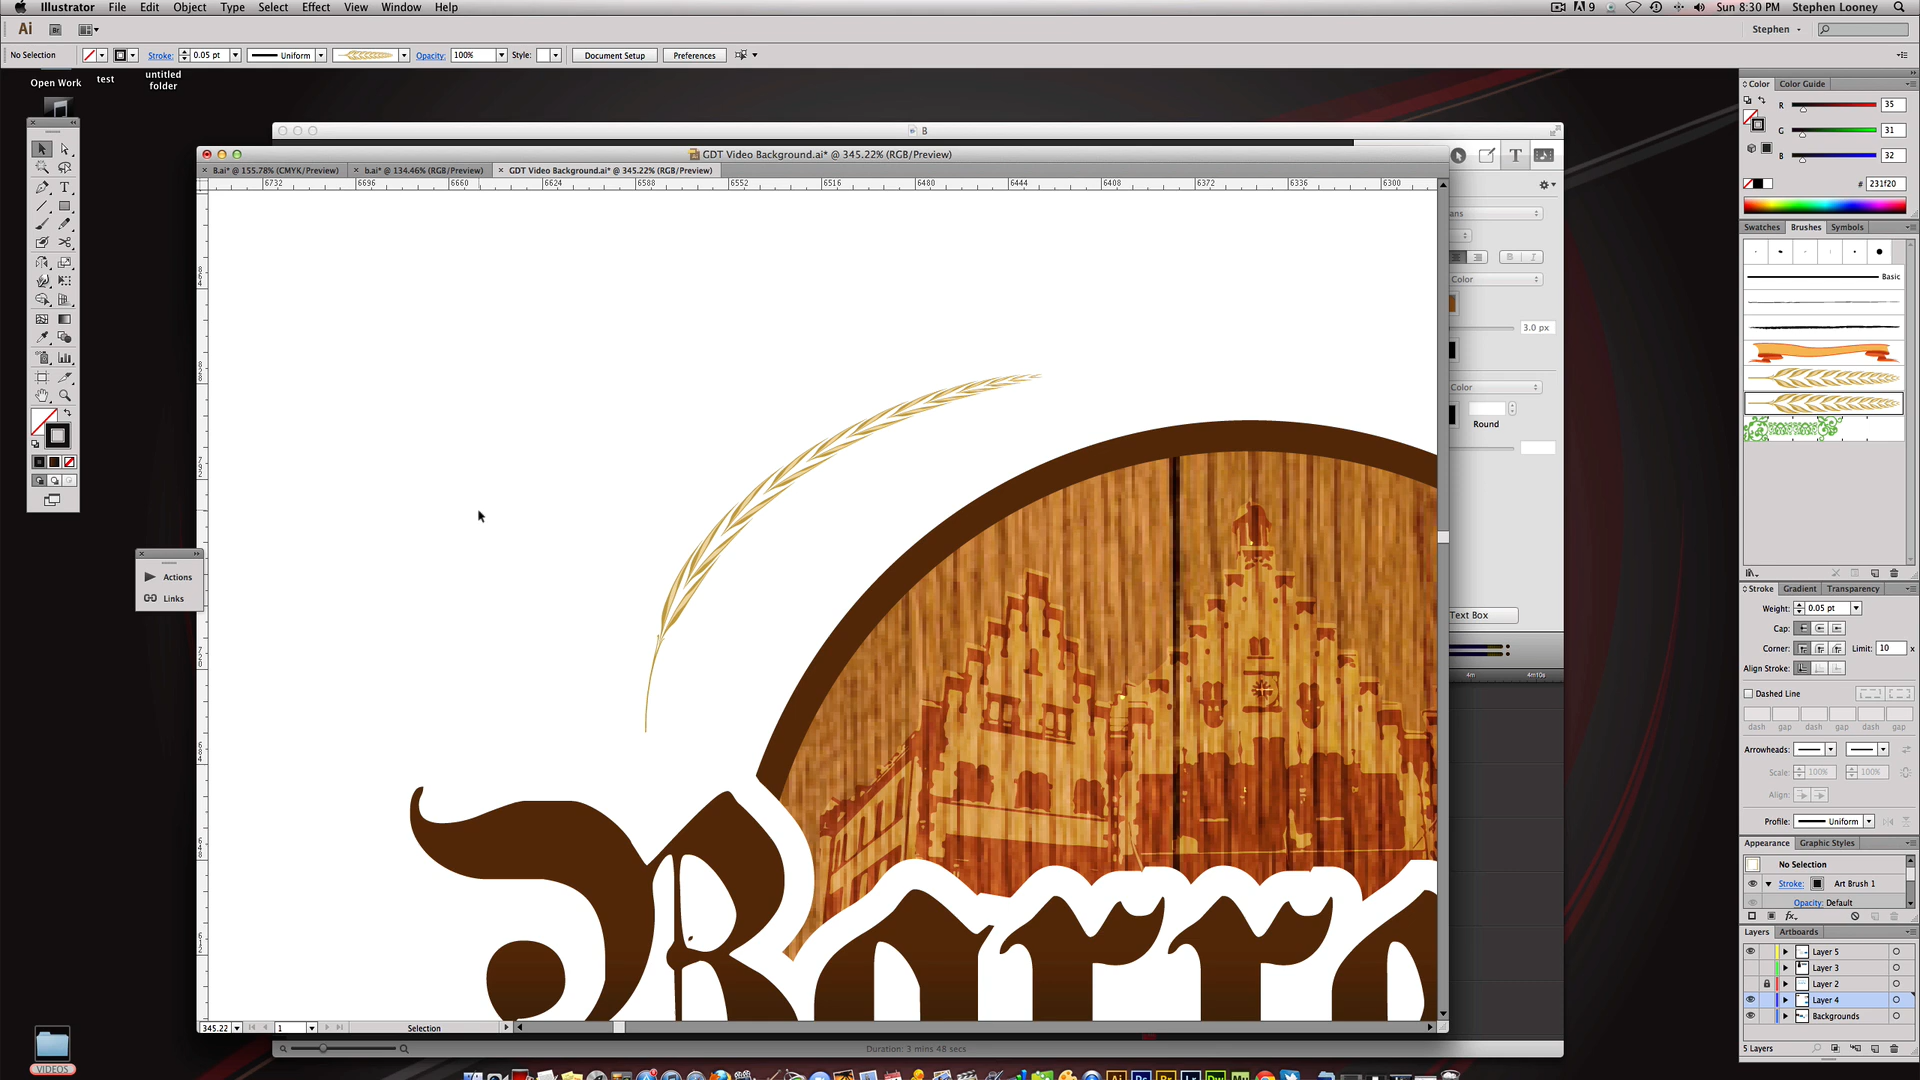 Illustrator File Edit Object Type Select Effect View Window Help
9 Sun 8:30 PM Stephen Looney
Ai Br Stephen
No Selection Stroke: 0.05 pt Uniform Opacity: 100% Style: Document Setup Preferences
Open Work test untitled folder
B
GDT Video Background.ai* @ 345.22% (RGB/Preview)
B.ai* @ 155.78% (CMYK/Preview) b.ai* @ 134.46% (RGB/Preview) GDT Video Background.ai* @ 345.22% (RGB/Preview)
6732 6696 6660 6624 6588 6552 6516 6480 6444 6408 6372 6336 6300
Color Color Guide
R 35
G 31
B 32
# 231f20
Swatches Brushes Symbols
Basic
ans
B I
Color
3.0 px
Color
Round
Text Box
4m 4m10s
Actions
Links
Stroke Gradient Transparency
Weight: 0.05 pt
Cap:
Corner: Limit: 10 x
Align Stroke:
Dashed Line
dash gap dash gap dash gap
Arrowheads:
Scale: 100% 100%
Align:
Profile: Uniform
Appearance Graphic Styles
No Selection
Stroke: Art Brush 1
Opacity: Default
fx
Layers Artboards
Layer 5
Layer 3
Layer 2
Layer 4
Backgrounds
5 Layers
345.22 1 Selection
Duration: 3 mins 48 secs
VIDEOS